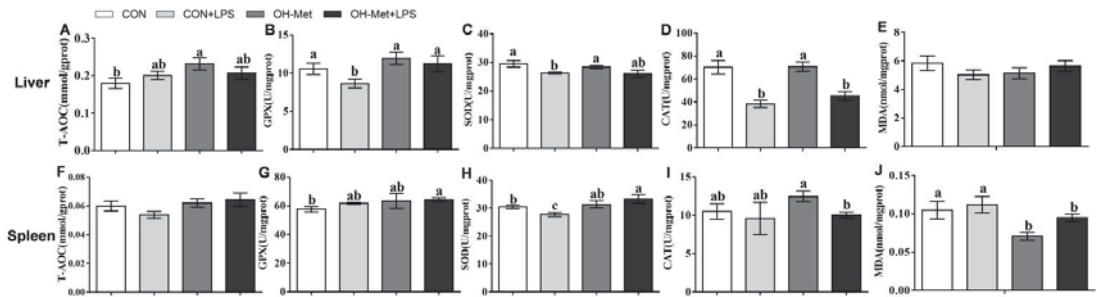 CON CON+LPS OH-Met OH-Met+LPS
Liver
A
T-AOC(mmol/gprot)
0.4
0.3
0.2
0.1
0.0
b ab a ab
B
GPX(U/mgprot)
15
10
5
0
a b a a
C
SOD(U/mgprot)
40
30
20
10
0
a b a ab
D
CAT(U/mgprot)
100
80
60
40
20
0
a b a b
E
MDA(nmol/mgprot)
8
6
4
2
0
Spleen
F
T-AOC(mmol/gprot)
0.08
0.06
0.04
0.02
0.00
G
GPX(U/mgprot)
100
80
60
40
20
0
b ab ab a
H
SOD(U/mgprot)
40
30
20
10
0
b c ab a
I
CAT(U/mgprot)
15
10
5
0
ab ab a b
J
MDA(nmol/mgprot)
0.15
0.10
0.05
0.00
a a b b